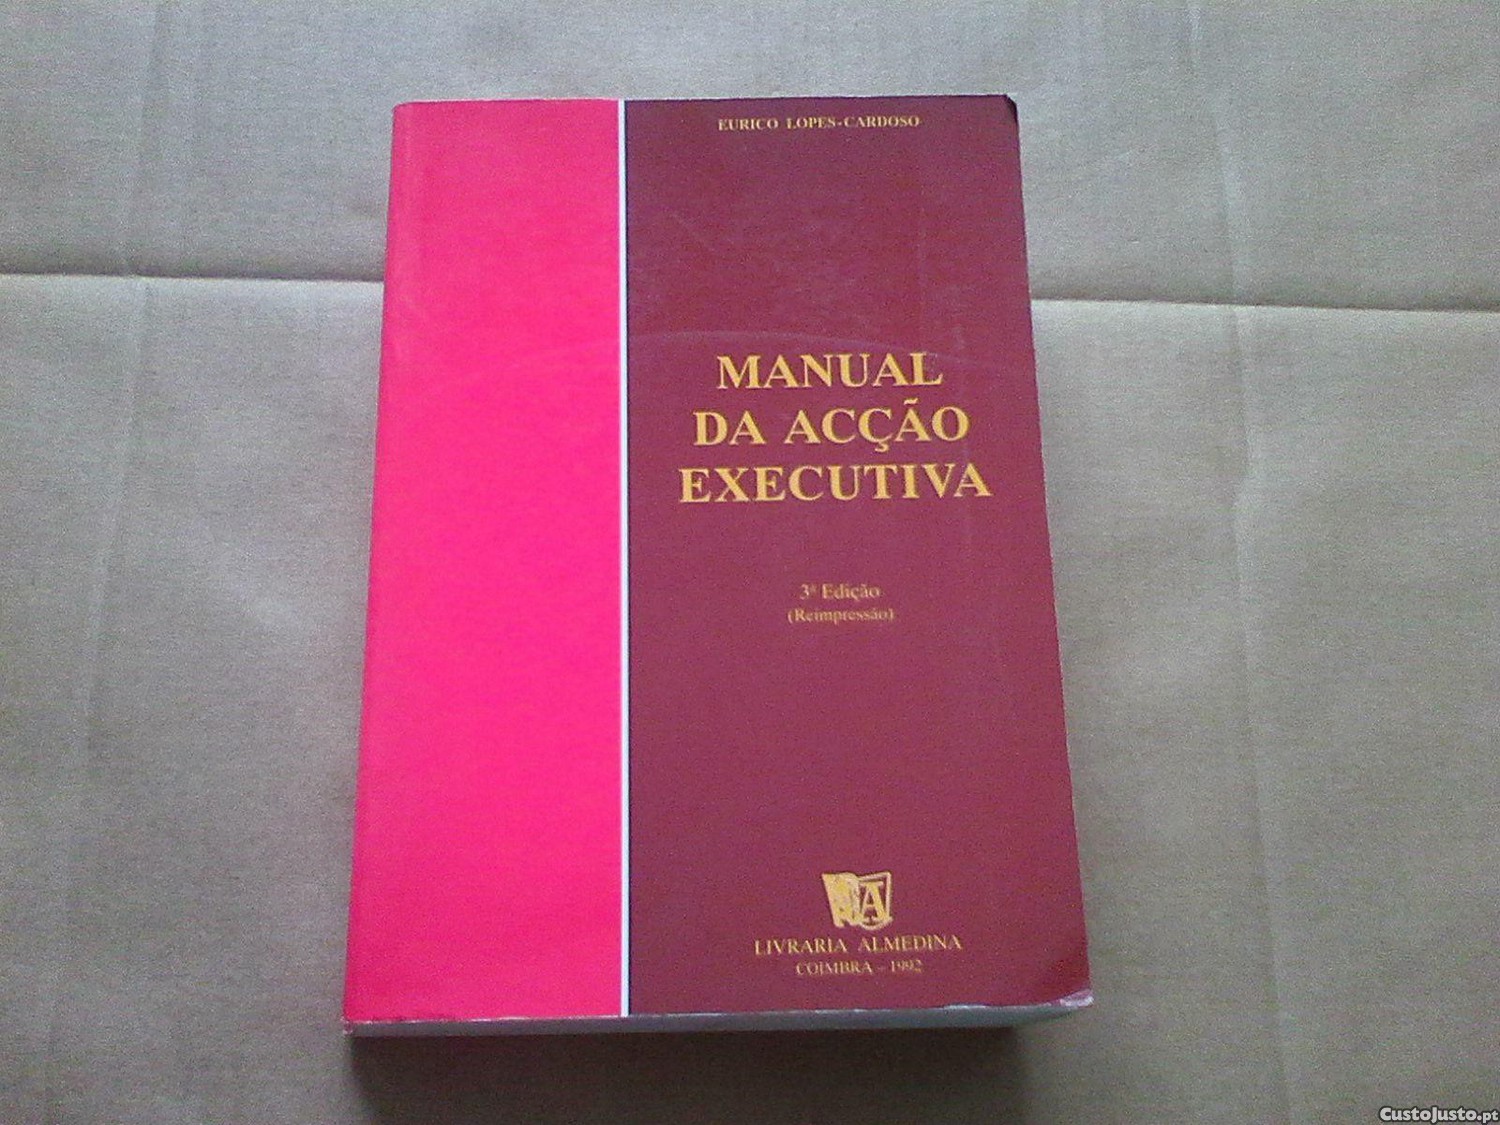 EURICO LOPES-CARDOSO
MANUAL
DA ACÇÃO
EXECUTIVA
3ª Edição
(Reimpressão)
A
LIVRARIA ALMEDINA
COIMBRA - 1992
CustoJusto.pt